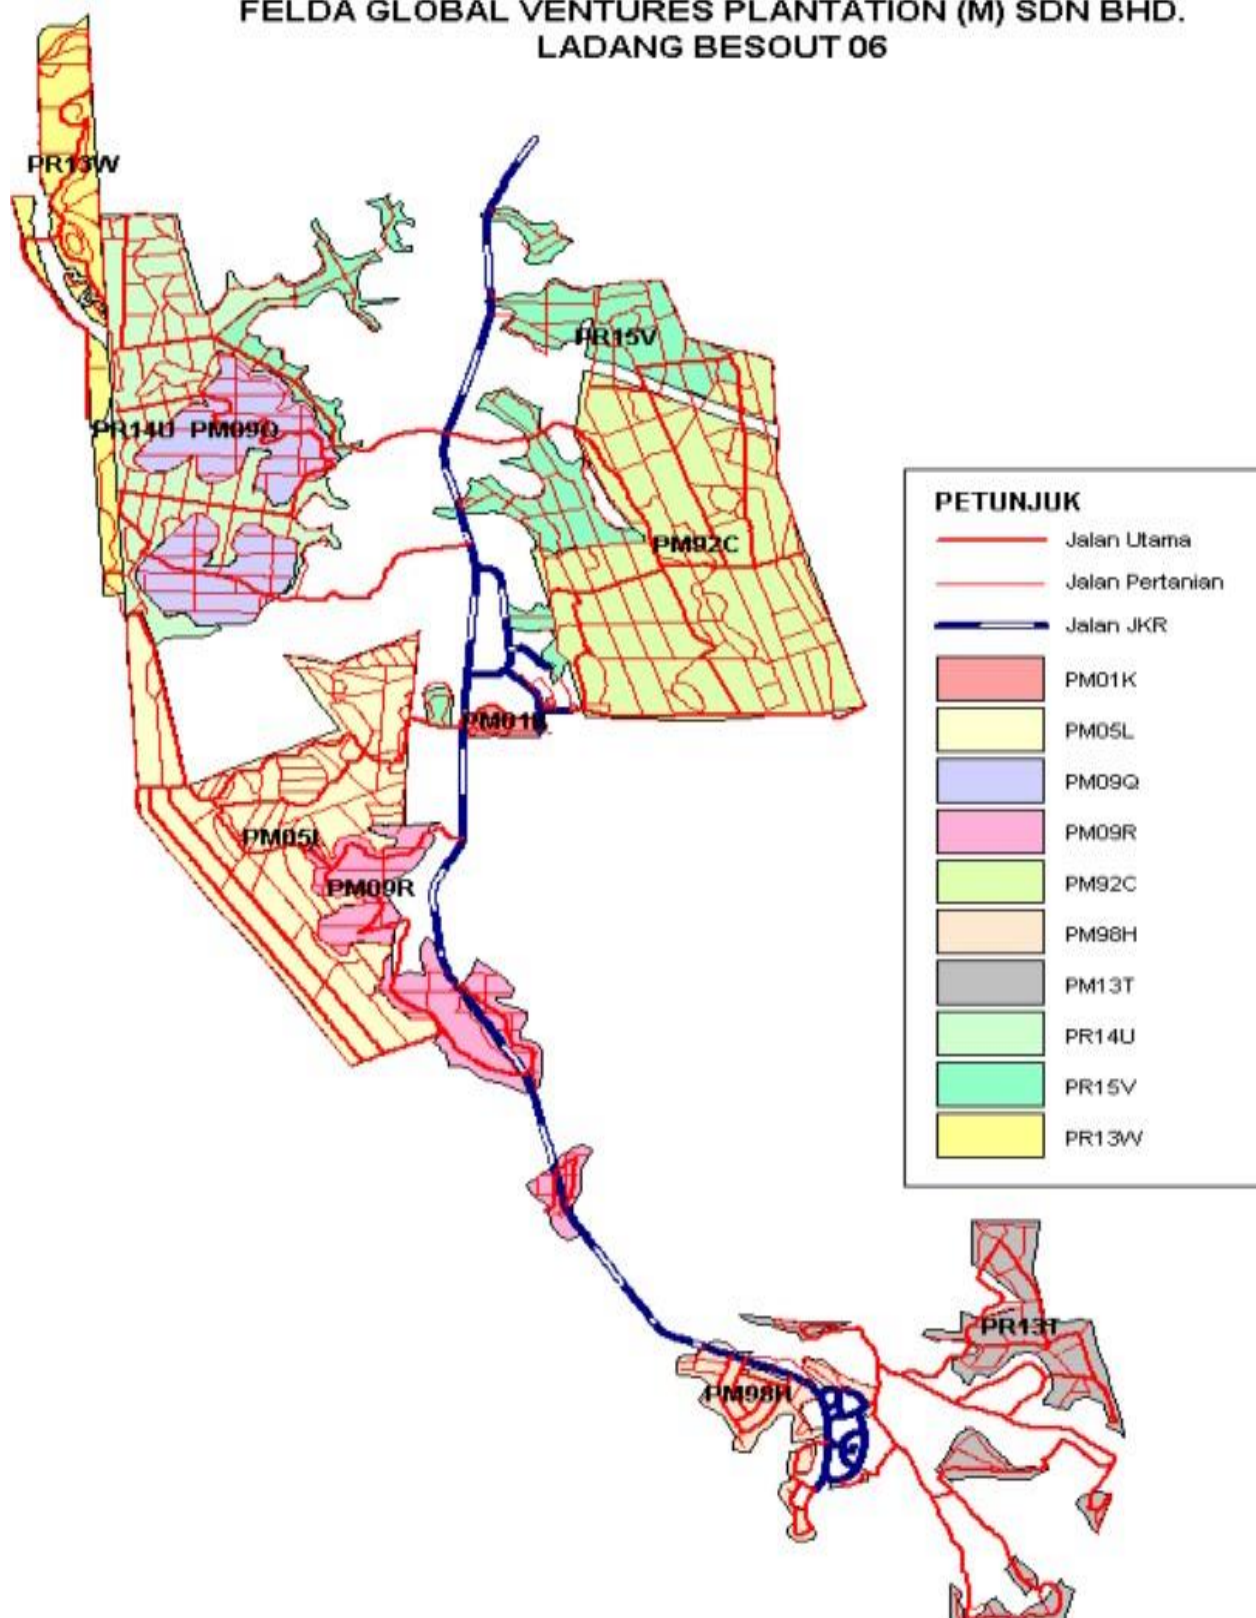 FELDA GLOBAL VENTURES PLANTATION (M) SDN BHD.
LADANG BESOUT 06
PR13W
PR15V
PR14U PM09Q
PM92C
PM01K
PM05L
PM09R
PR13T
PM98H
PETUNJUK
Jalan Utama
Jalan Pertanian
Jalan JKR
PM01K
PM05L
PM09Q
PM09R
PM92C
PM98H
PM13T
PR14U
PR15V
PR13W